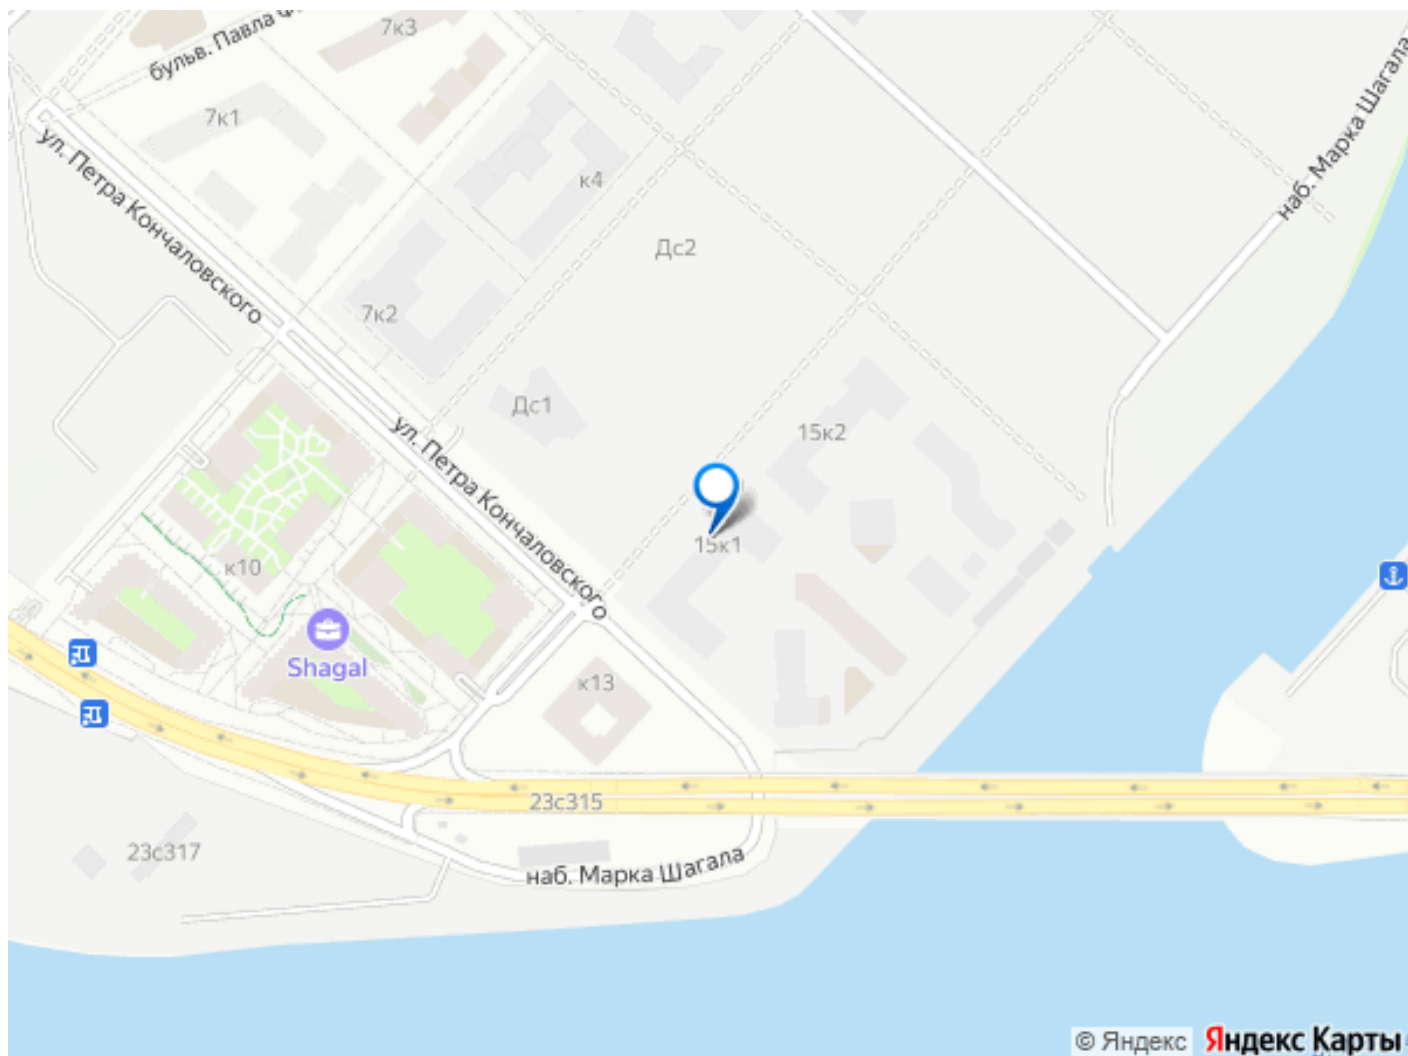 7к3
бульв. Павла Ф
7к1
ул. Петра Кончаловского
к4
наб. Марка Шагала
Дс2
7к2
Дс1
ул. Петра Кончаловского
15к2
15к1
к10
Shagal
к13
23с315
23с317
наб. Марка Шагала
© Яндекс Яндекс Карты